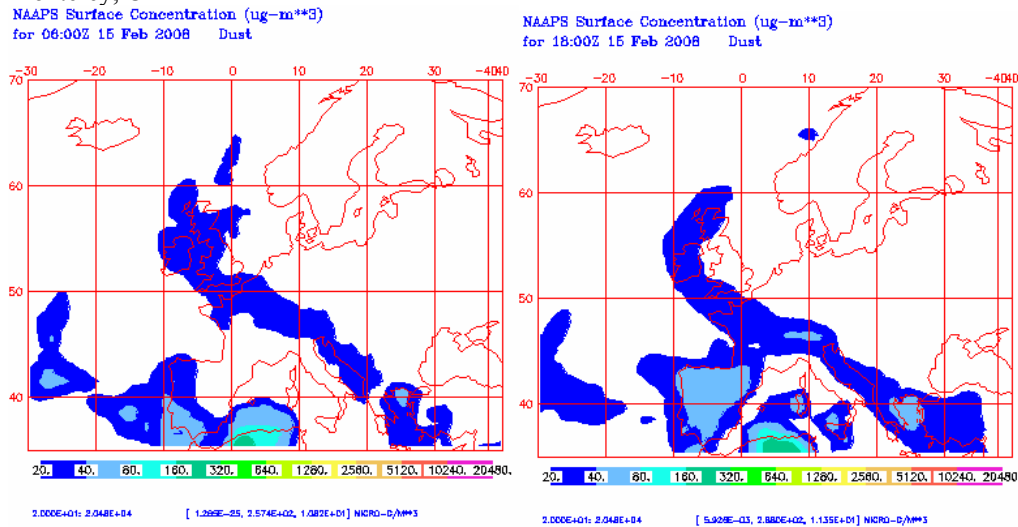 NAAPS Surface Concentration (ug-m**3)
for 06:00Z 15 Feb 2008 Dust
-30 -20 -10 0 10 20 30 -4040
70
60
50
40
20. 40. 80. 160. 320. 640. 1280. 2560. 5120. 10240. 20480.
2.000E+01: 2.048E+04 [ 1.265E-25, 2.574E+02, 1.082E+01] MICRO-G/M**3
NAAPS Surface Concentration (ug-m**3)
for 18:00Z 15 Feb 2008 Dust
-30 -20 -10 0 10 20 30 -4040
70
60
50
40
20. 40. 80. 160. 320. 640. 1280. 2560. 5120. 10240. 20480.
2.000E+01: 2.048E+04 [ 5.926E-03, 2.880E+02, 1.135E+01] MICRO-G/M**3